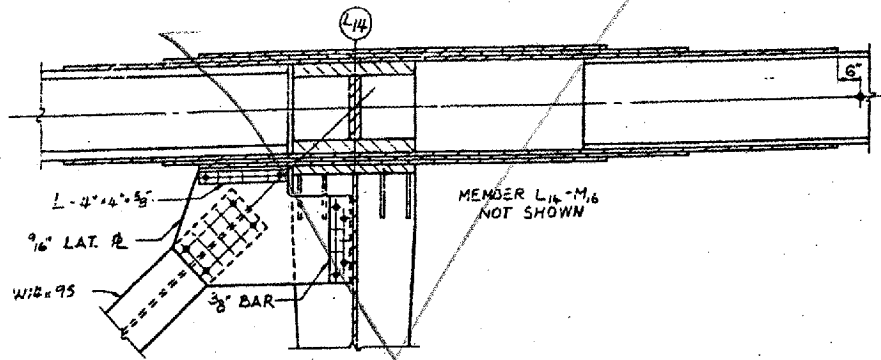 L14
6"
L - 4" × 4" × 5/8"
9/16" LAT. PL
MEMBER L14 - M16
NOT SHOWN
3/8" BAR
W14 × 95